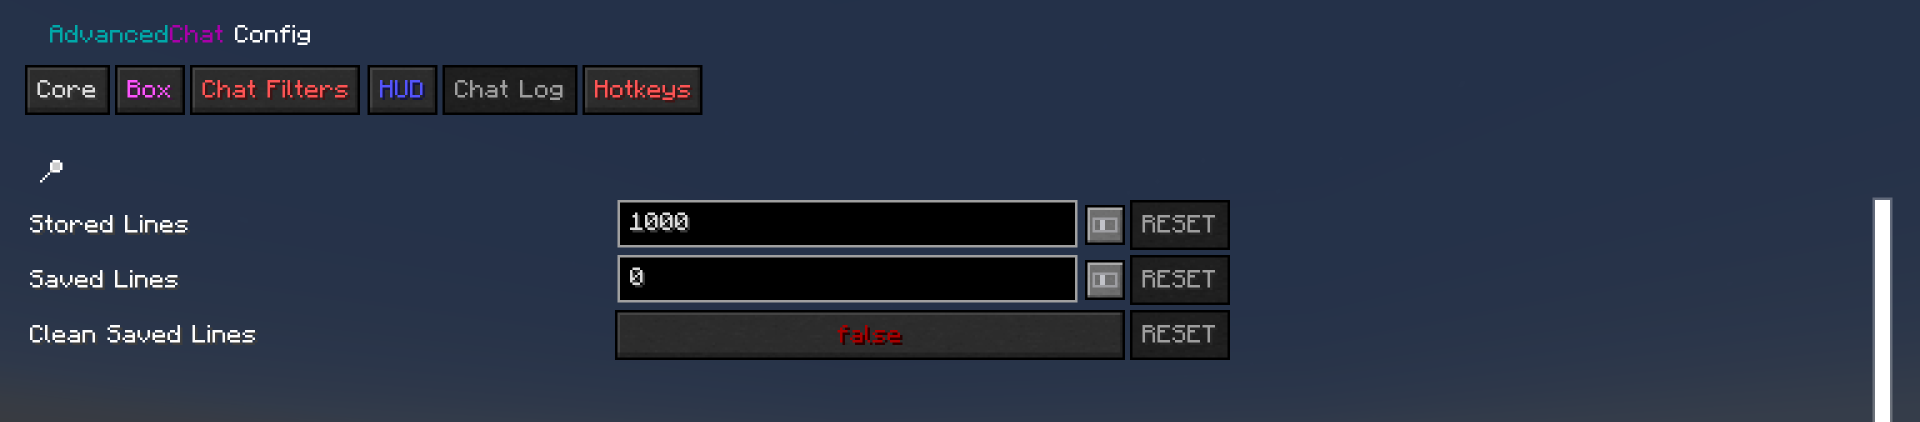 AdvancedChat Config
Core Box Chat Filters HUD Chat Log Hotkeys
Stored Lines 1000 RESET
Saved Lines 0 RESET
Clean Saved Lines false RESET